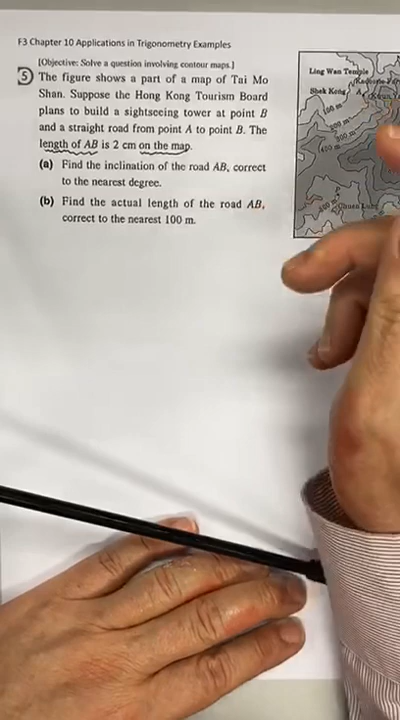 F3 Chapter 10 Applications in Trigonometry Examples
[Objective: Solve a question involving contour maps.]
5 The figure shows a part of a map of Tai Mo
Shan. Suppose the Hong Kong Tourism Board
plans to build a sightseeing tower at point B
and a straight road from point A to point B. The
length of AB is 2 cm on the map.
(a) Find the inclination of the road AB, correct
to the nearest degree.
(b) Find the actual length of the road AB,
correct to the nearest 100 m.
Ling Wan Temple
Shek Kong A